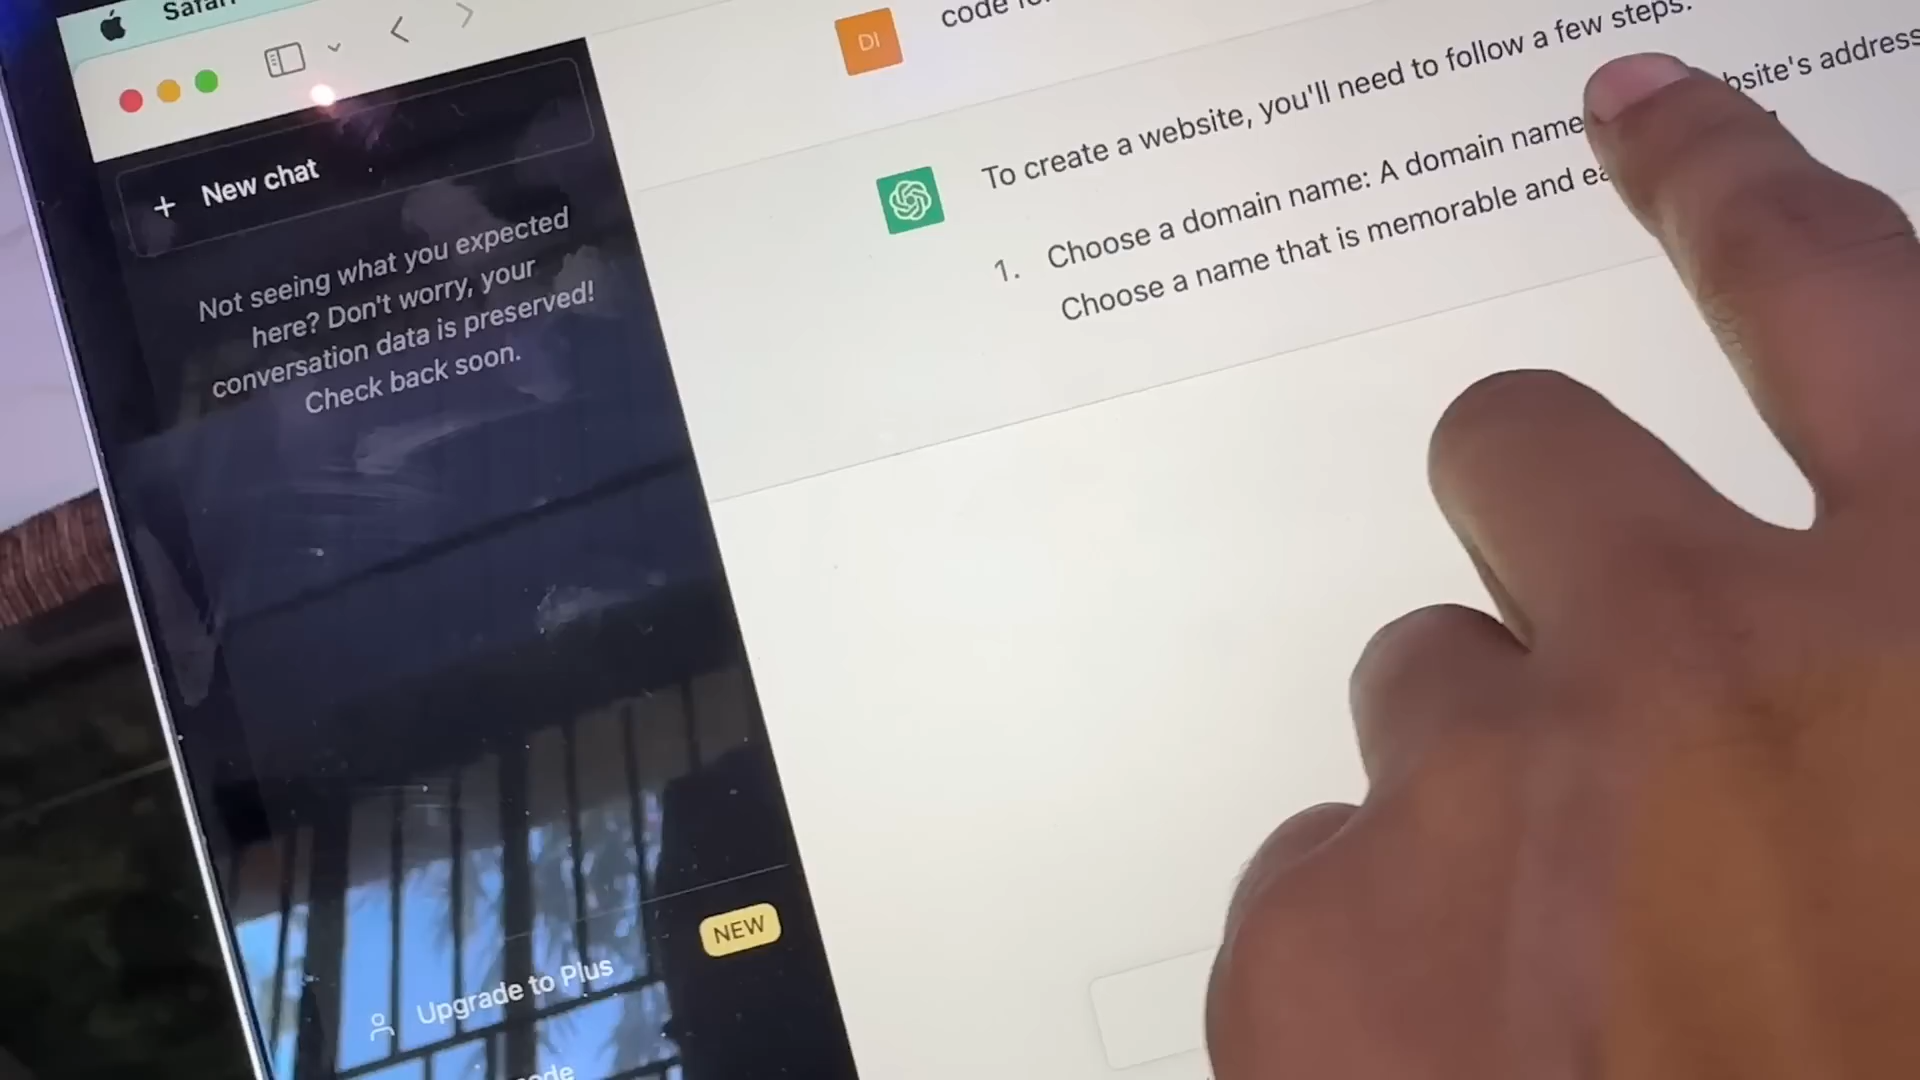 Safari
DI
code
+ New chat
To create a website, you'll need to follow a few steps.
1. Choose a domain name: A domain name bsite's address
Choose a name that is memorable and ea
Not seeing what you expected
here? Don't worry, your
conversation data is preserved!
Check back soon.
NEW
Upgrade to Plus
ode